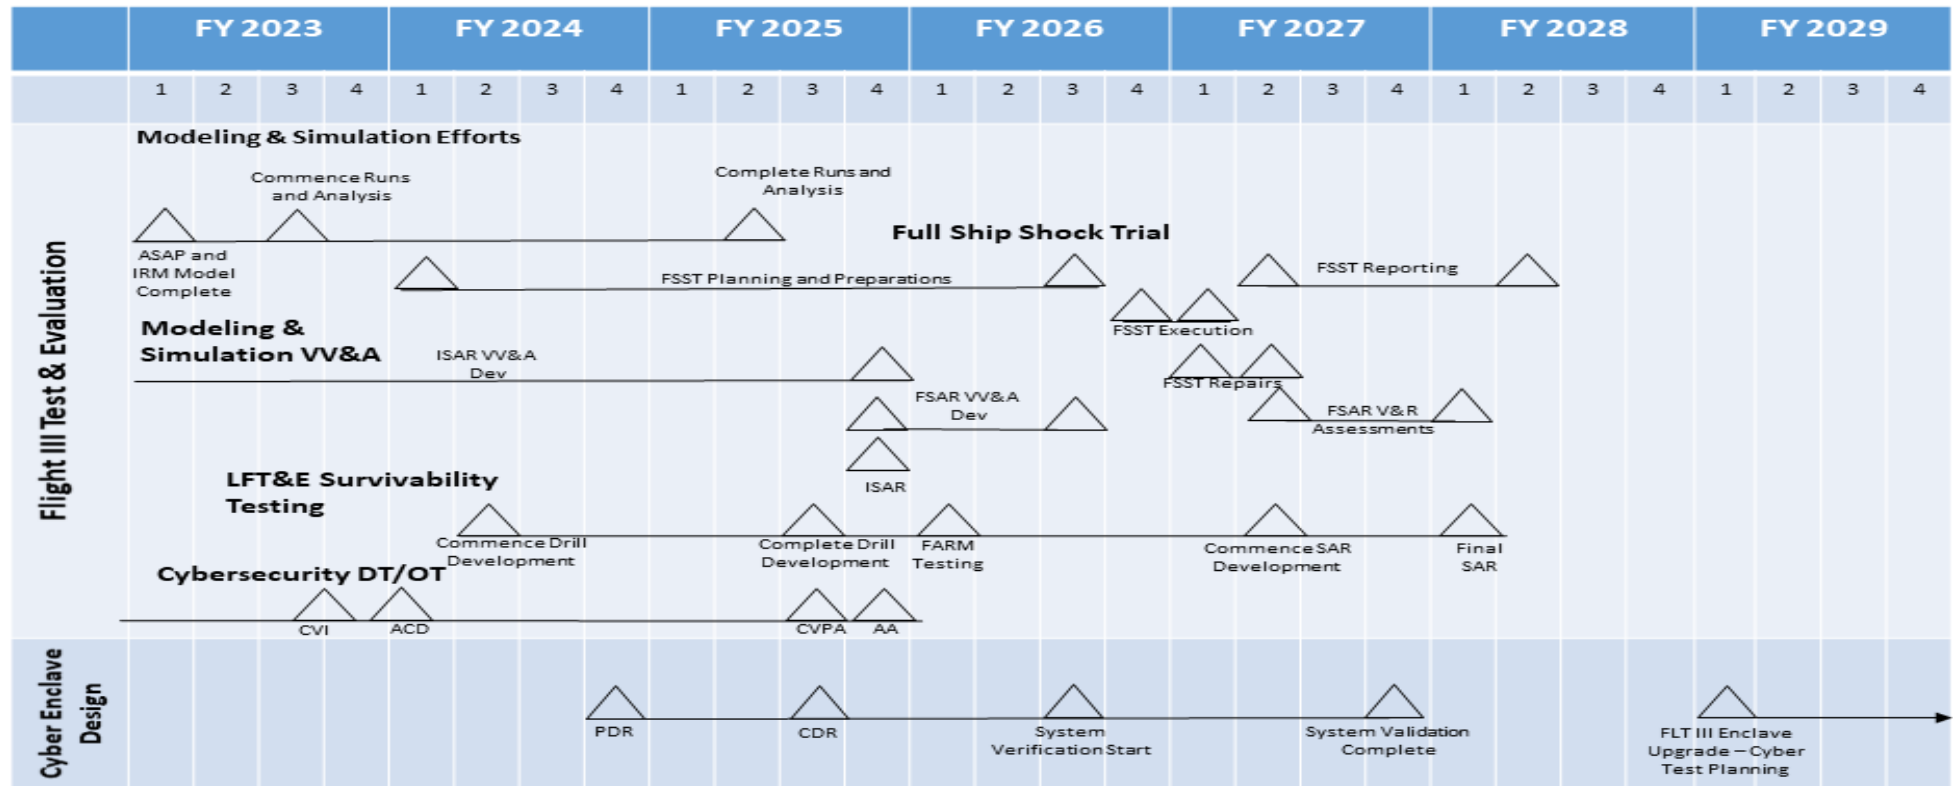 FY 2023 FY 2024 FY 2025 FY 2026 FY 2027 FY 2028 FY 2029
1 2 3 4 1 2 3 4 1 2 3 4 1 2 3 4 1 2 3 4 1 2 3 4 1 2 3 4
Flight III Test & Evaluation
Modeling & Simulation Efforts
Commence Runs
and Analysis
Complete Runs and
Analysis
ASAP and
IRM Model
Complete
Full Ship Shock Trial
FSST Planning and Preparations
FSST Reporting
FSST Execution
FSST Repairs
Modeling &
Simulation VV&A
ISAR VV&A
Dev
FSAR VV&A
Dev
FSAR V&R
Assessments
ISAR
LFT&E Survivability
Testing
Commence Drill
Development
Complete Drill
Development
FARM
Testing
Commence SAR
Development
Final
SAR
Cybersecurity DT/OT
CVI
ACD
CVPA
AA
Cyber Enclave
Design
PDR
CDR
System
Verification Start
System Validation
Complete
FLT III Enclave
Upgrade – Cyber
Test Planning